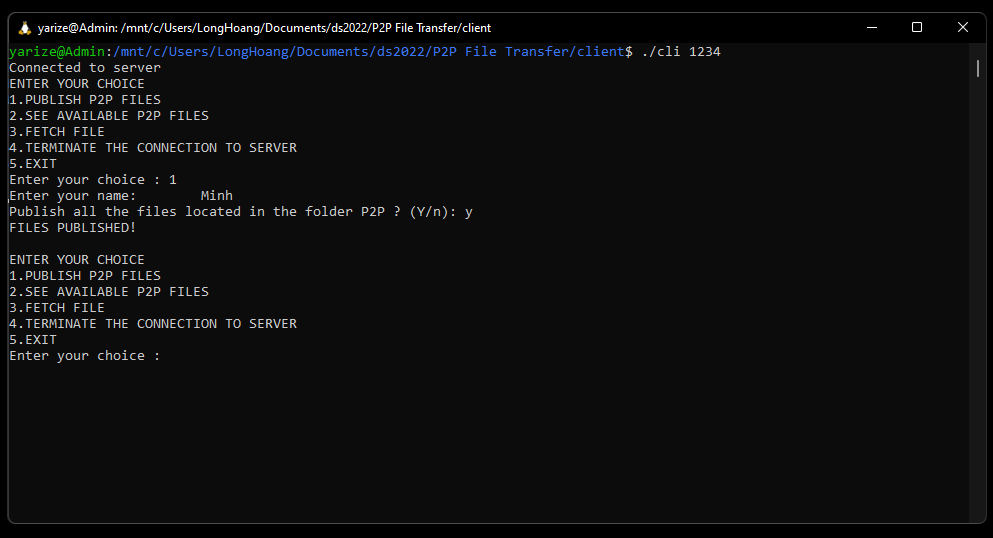 yarize@Admin: /mnt/c/Users/LongHoang/Documents/ds2022/P2P File Transfer/client
yarize@Admin:/mnt/c/Users/LongHoang/Documents/ds2022/P2P File Transfer/client$ ./cli 1234
Connected to server
ENTER YOUR CHOICE
1.PUBLISH P2P FILES
2.SEE AVAILABLE P2P FILES
3.FETCH FILE
4.TERMINATE THE CONNECTION TO SERVER
5.EXIT
Enter your choice : 1
Enter your name:        Minh
Publish all the files located in the folder P2P ? (Y/n): y
FILES PUBLISHED!

ENTER YOUR CHOICE
1.PUBLISH P2P FILES
2.SEE AVAILABLE P2P FILES
3.FETCH FILE
4.TERMINATE THE CONNECTION TO SERVER
5.EXIT
Enter your choice :